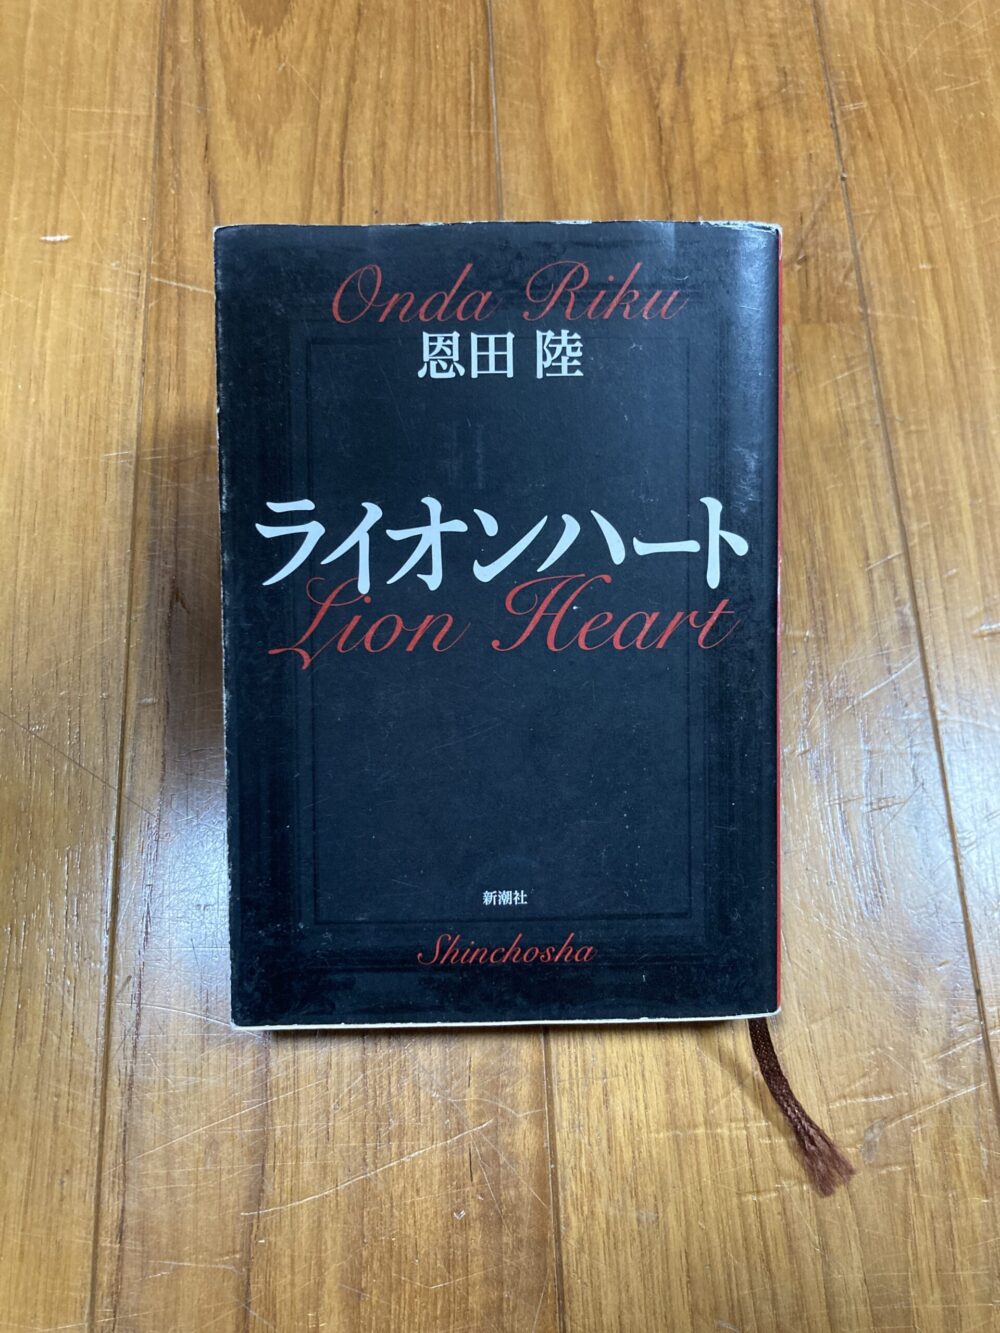 Onda Riku
恩田 陸
ライオンハート
Lion Heart
新潮社
Shinchosha